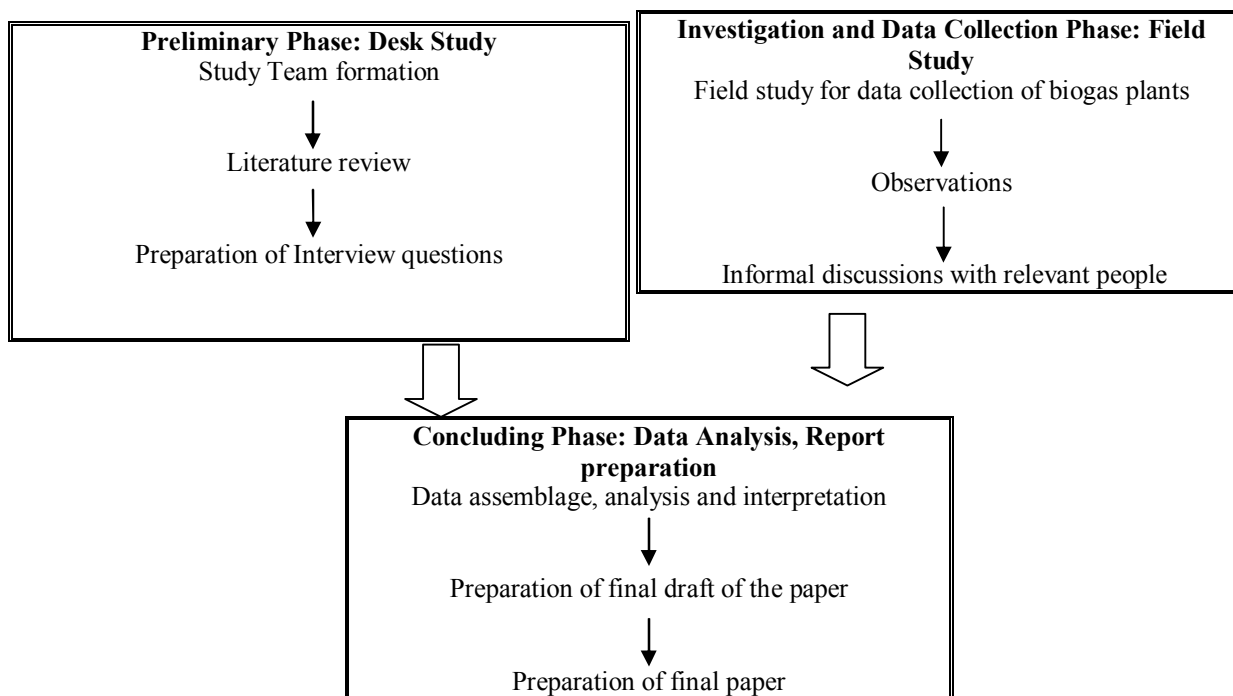 Preliminary Phase: Desk Study
Study Team formation
Literature review
Preparation of Interview questions
Investigation and Data Collection Phase: Field
Study
Field study for data collection of biogas plants
Observations
Informal discussions with relevant people
Concluding Phase: Data Analysis, Report
preparation
Data assemblage, analysis and interpretation
Preparation of final draft of the paper
Preparation of final paper